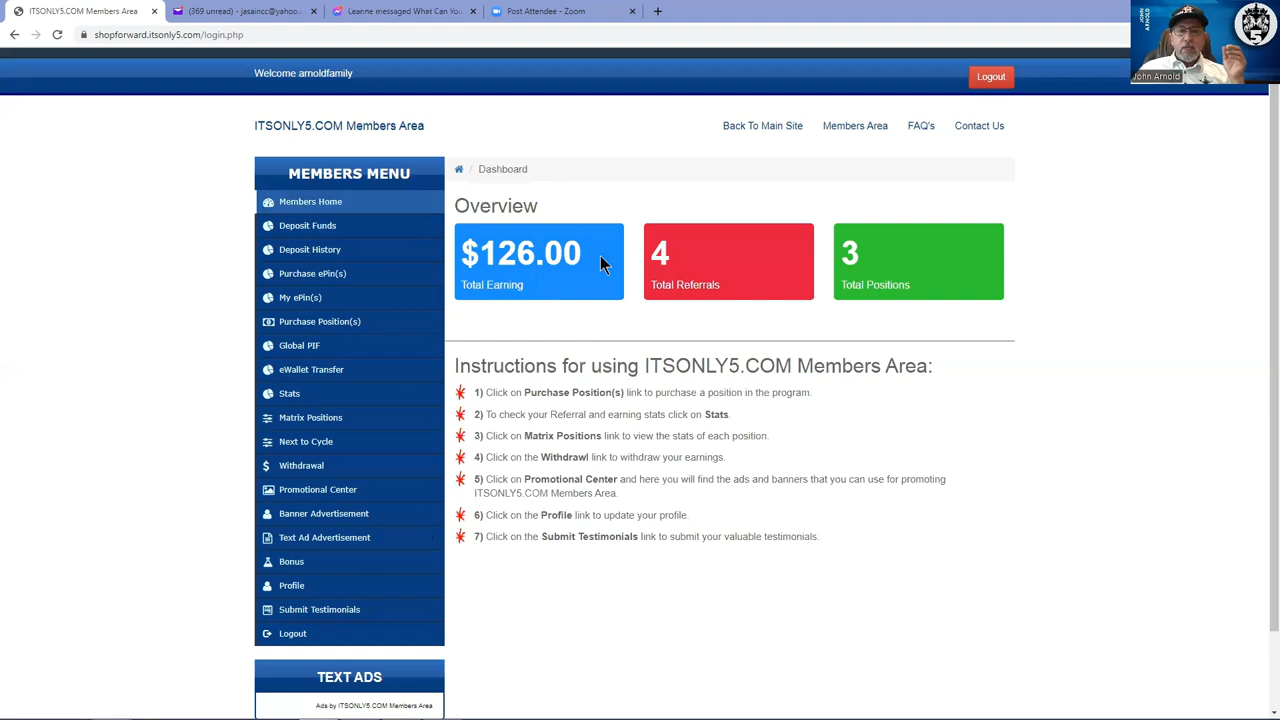 ITSONLY5.COM Members Area
(369 unread) - jasaincc@yahoo.c
Leanne messaged What Can You
Post Attendee - Zoom
shopforward.itsonly5.com/login.php
JOHN ARNOLD
5
John Arnold
Welcome arnoldfamily
Logout
ITSONLY5.COM Members Area
Back To Main Site
Members Area
FAQ's
Contact Us
MEMBERS MENU
Members Home
Deposit Funds
Deposit History
Purchase ePin(s)
My ePin(s)
Purchase Position(s)
Global PIF
eWallet Transfer
Stats
Matrix Positions
Next to Cycle
Withdrawal
Promotional Center
Banner Advertisement
Text Ad Advertisement
Bonus
Profile
Submit Testimonials
Logout
TEXT ADS
Ads by ITSONLY5.COM Members Area
/ Dashboard
Overview
$126.00
Total Earning
4
Total Referrals
3
Total Positions
Instructions for using ITSONLY5.COM Members Area:
1) Click on Purchase Position(s) link to purchase a position in the program.
2) To check your Referral and earning stats click on Stats.
3) Click on Matrix Positions link to view the stats of each position.
4) Click on the Withdrawl link to withdraw your earnings.
5) Click on Promotional Center and here you will find the ads and banners that you can use for promoting
ITSONLY5.COM Members Area.
6) Click on the Profile link to update your profile.
7) Click on the Submit Testimonials link to submit your valuable testimonials.